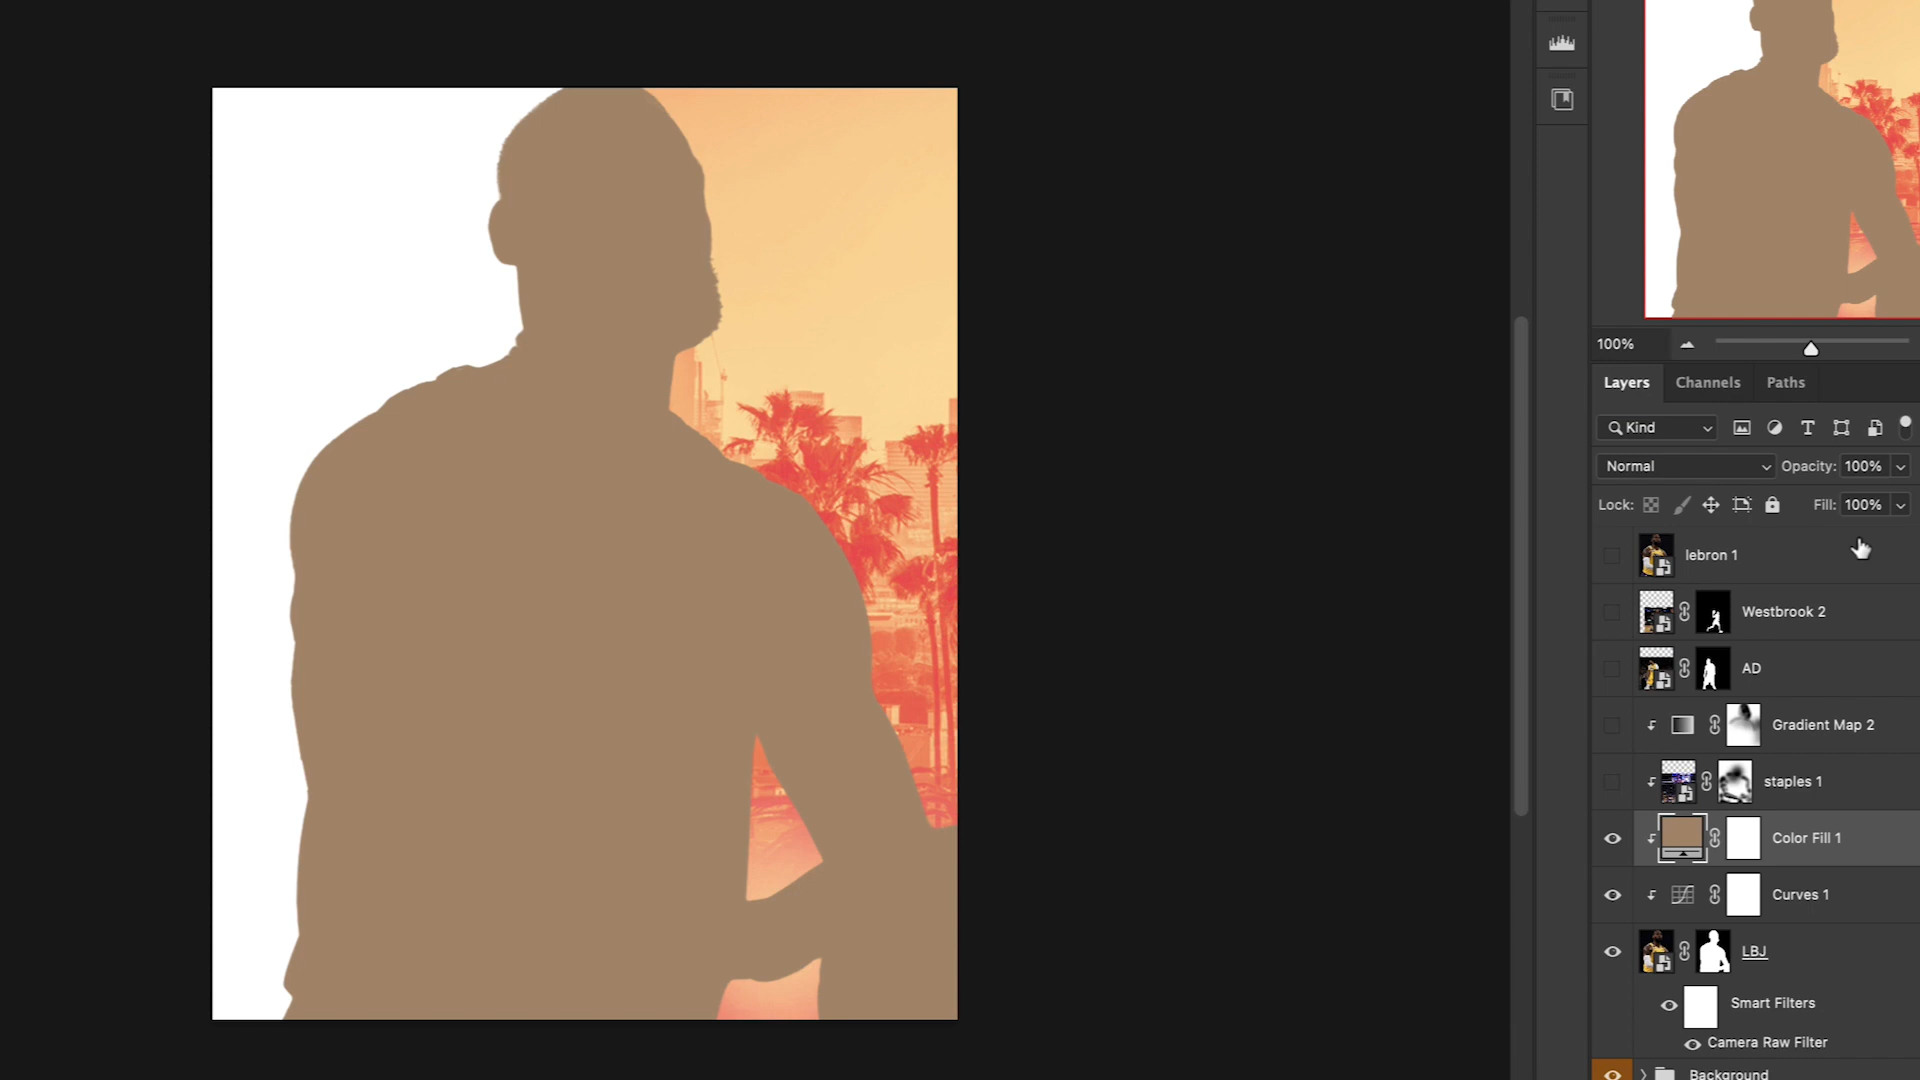 100%
Layers Channels Paths
Kind
Normal Opacity: 100%
Lock: Fill: 100%
lebron 1
Westbrook 2
AD
Gradient Map 2
staples 1
Color Fill 1
Curves 1
LBJ
Smart Filters
Camera Raw Filter
Background